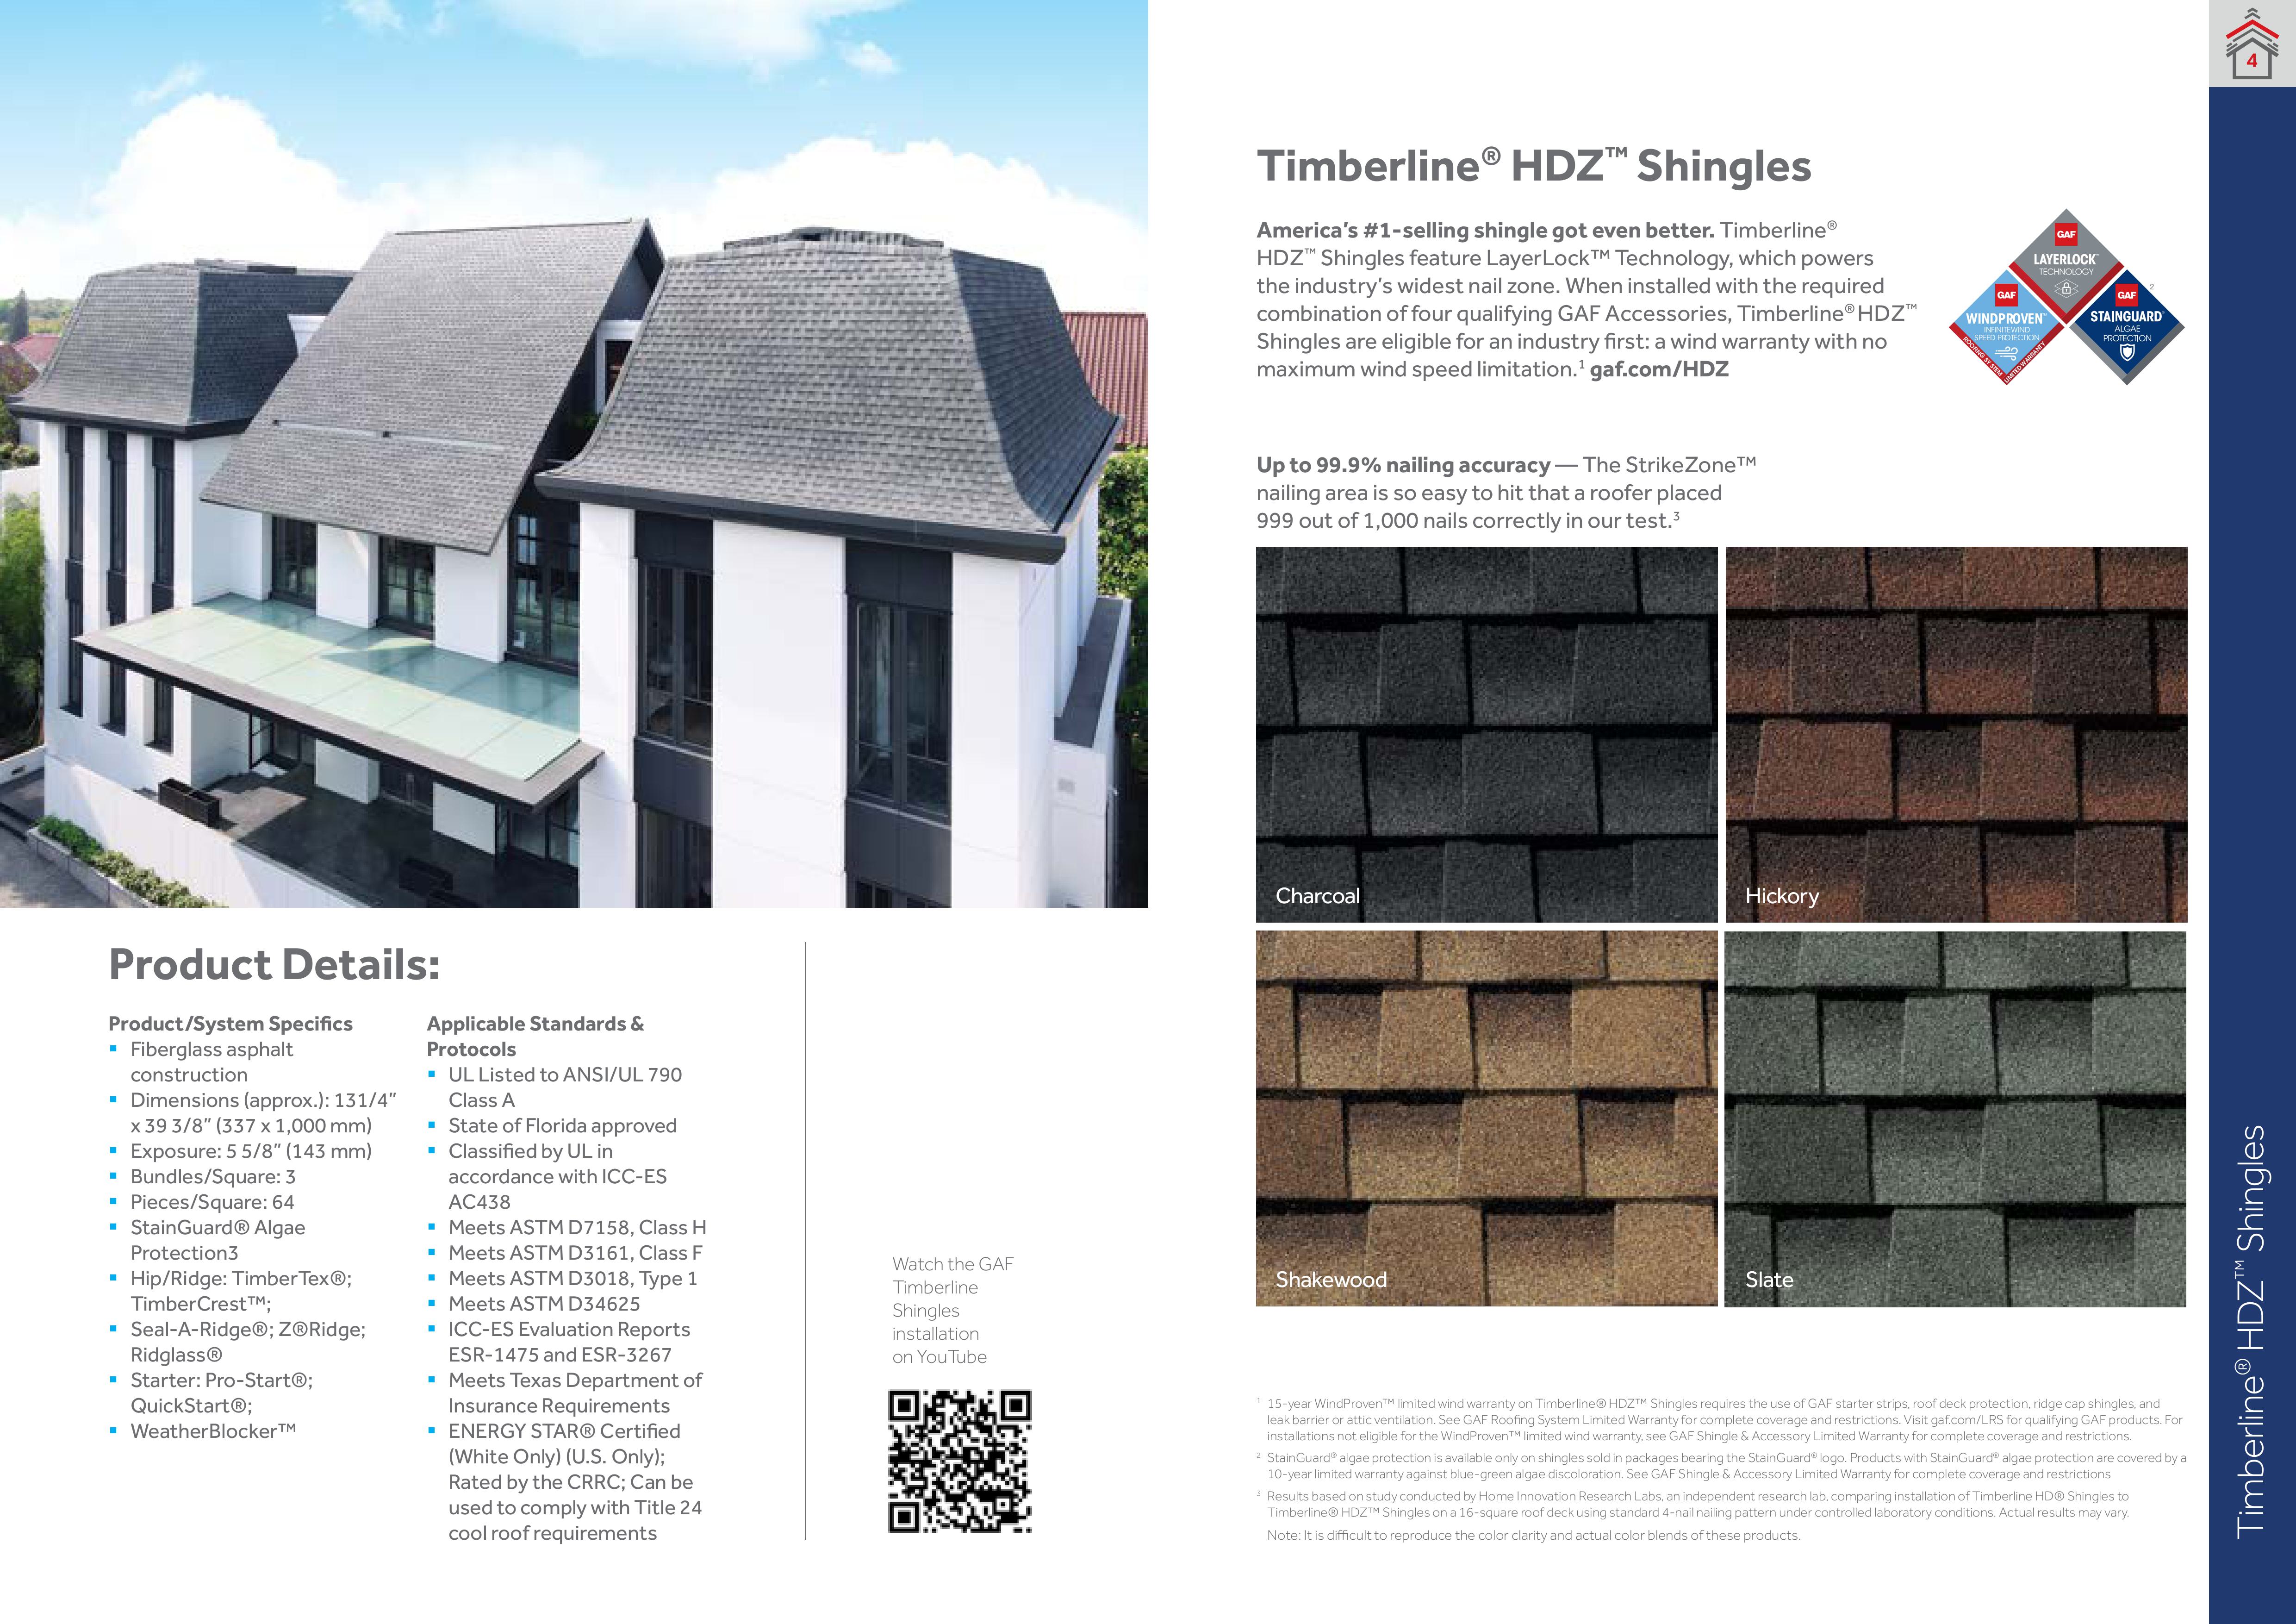 Product Details:
Product/System Specifics
▪ Fiberglass asphalt
construction
▪ Dimensions (approx.): 131/4”
x 39 3/8” (337 x 1,000 mm)
▪ Exposure: 5 5/8” (143 mm)
▪ Bundles/Square: 3
▪ Pieces/Square: 64
▪ StainGuard® Algae
Protection3
▪ Hip/Ridge: TimberTex®;
TimberCrest™;
▪ Seal-A-Ridge®; Z®Ridge;
Ridglass®
▪ Starter: Pro-Start®;
QuickStart®;
▪ WeatherBlocker™
Applicable Standards &
Protocols
▪ UL Listed to ANSI/UL 790
Class A
▪ State of Florida approved
▪ Classified by UL in
accordance with ICC-ES
AC438
▪ Meets ASTM D7158, Class H
▪ Meets ASTM D3161, Class F
▪ Meets ASTM D3018, Type 1
▪ Meets ASTM D34625
▪ ICC-ES Evaluation Reports
ESR-1475 and ESR-3267
▪ Meets Texas Department of
Insurance Requirements
▪ ENERGY STAR® Certified
(White Only) (U.S. Only);
Rated by the CRRC; Can be
used to comply with Title 24
cool roof requirements
Watch the GAF
Timberline
Shingles
installation
on YouTube
Timberline® HDZ™ Shingles
America’s #1-selling shingle got even better. Timberline®
HDZ™ Shingles feature LayerLock™ Technology, which powers
the industry’s widest nail zone. When installed with the required
combination of four qualifying GAF Accessories, Timberline® HDZ™
Shingles are eligible for an industry first: a wind warranty with no
maximum wind speed limitation.¹ gaf.com/HDZ
GAF
LAYERLOCK™
TECHNOLOGY
GAF
WINDPROVEN™
INFINITE WIND
SPEED PROTECTION
ROOFING SYSTEM
LIMITED WARRANTY
GAF
2
STAINGUARD®
ALGAE
PROTECTION
Up to 99.9% nailing accuracy — The StrikeZone™
nailing area is so easy to hit that a roofer placed
999 out of 1,000 nails correctly in our test.³
Charcoal
Hickory
Shakewood
Slate
¹ 15-year WindProven™ limited wind warranty on Timberline® HDZ™ Shingles requires the use of GAF starter strips, roof deck protection, ridge cap shingles, and
leak barrier or attic ventilation. See GAF Roofing System Limited Warranty for complete coverage and restrictions. Visit gaf.com/LRS for qualifying GAF products. For
installations not eligible for the WindProven™ limited wind warranty, see GAF Shingle & Accessory Limited Warranty for complete coverage and restrictions.
² StainGuard® algae protection is available only on shingles sold in packages bearing the StainGuard® logo. Products with StainGuard® algae protection are covered by a
10-year limited warranty against blue-green algae discoloration. See GAF Shingle & Accessory Limited Warranty for complete coverage and restrictions
³ Results based on study conducted by Home Innovation Research Labs, an independent research lab, comparing installation of Timberline HD® Shingles to
Timberline® HDZ™ Shingles on a 16-square roof deck using standard 4-nail nailing pattern under controlled laboratory conditions. Actual results may vary.
Note: It is difficult to reproduce the color clarity and actual color blends of these products.
4
Timberline® HDZ™ Shingles